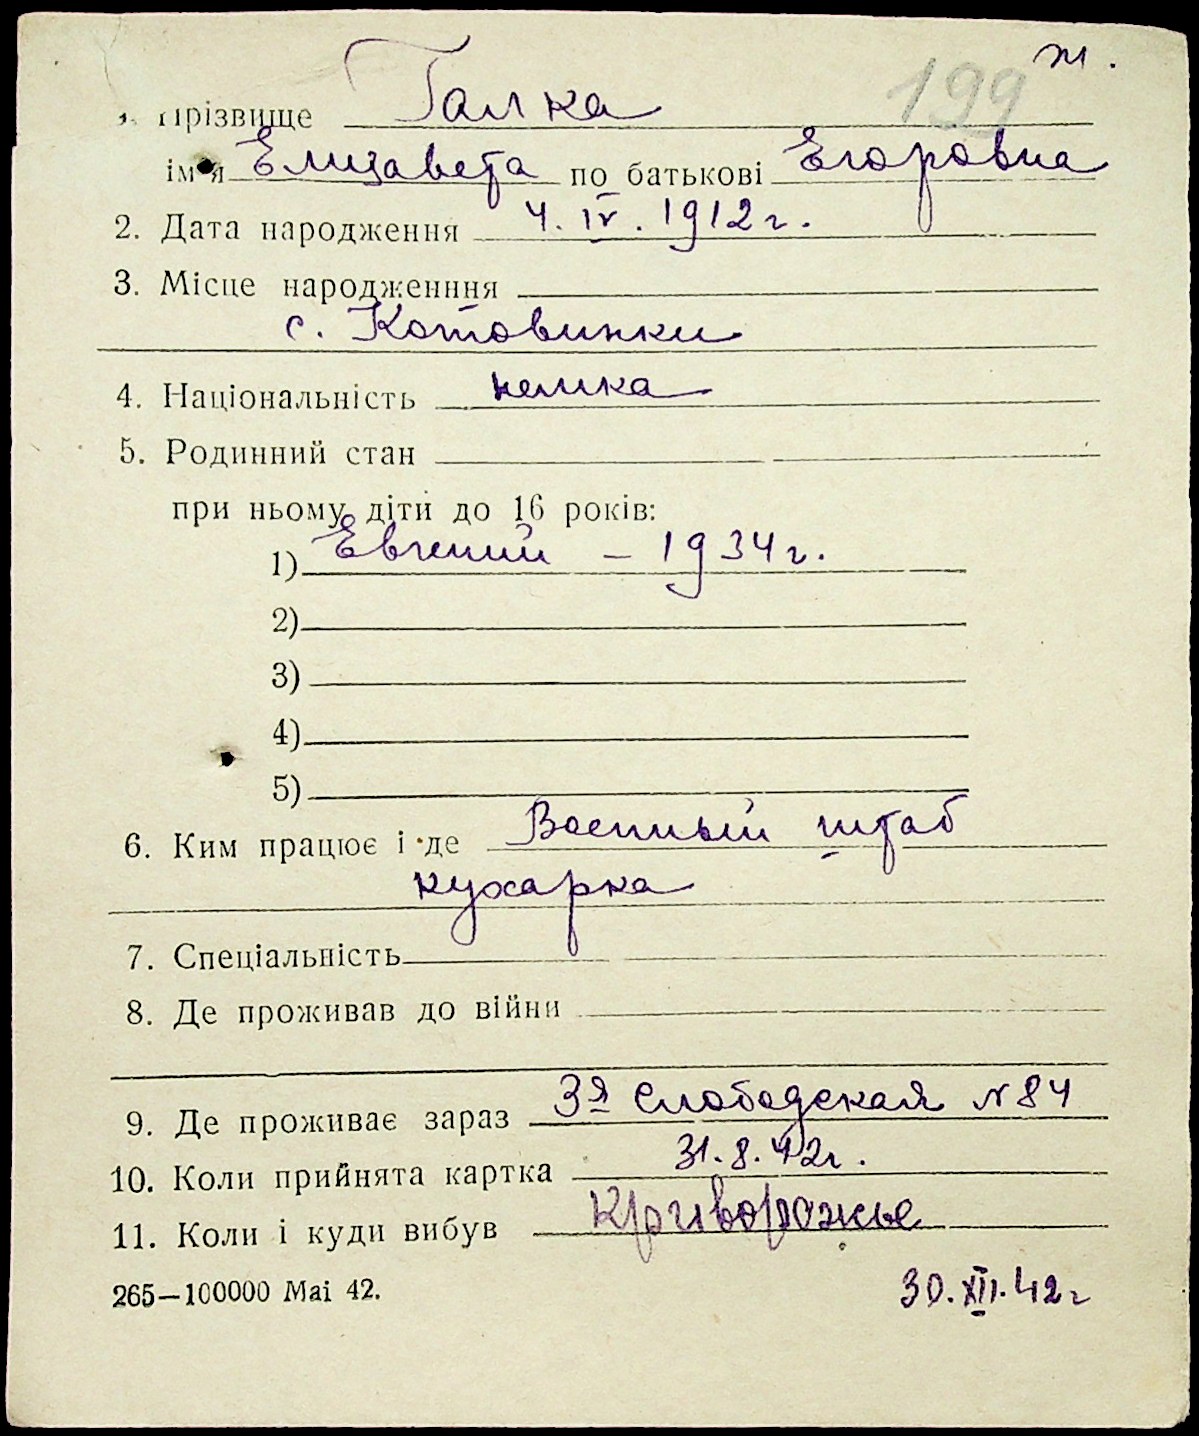 ж.
199
1. Прізвище Галка
ім'я Елизавета по батькові Егоровна
2. Дата народження 4. IV. 1912 г.
3. Місце народженння
с. Котовинки
4. Національність немка
5. Родинний стан
при ньому діти до 16 років:
1) Евгений – 1934 г.
2)
3)
4)
5)
6. Ким працює і де Военный штаб
кухарка
7. Спеціальність
8. Де проживав до війни
9. Де проживає зараз 3я Слободская № 84
10. Коли прийнята картка 31. 8. 42 г.
11. Коли і куди вибув Криворожье
265—100000 Mai 42.
30. XII. 42 г